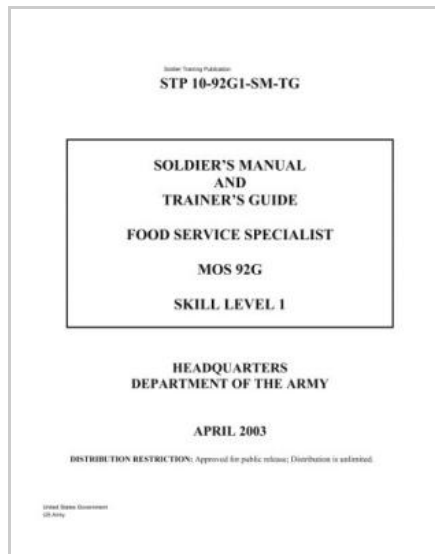 Soldier Training Publication
STP 10-92G1-SM-TG
SOLDIER'S MANUAL
AND
TRAINER'S GUIDE
FOOD SERVICE SPECIALIST
MOS 92G
SKILL LEVEL 1
HEADQUARTERS
DEPARTMENT OF THE ARMY
APRIL 2003
DISTRIBUTION RESTRICTION: Approved for public release; Distribution is unlimited.
United States Government
US Army